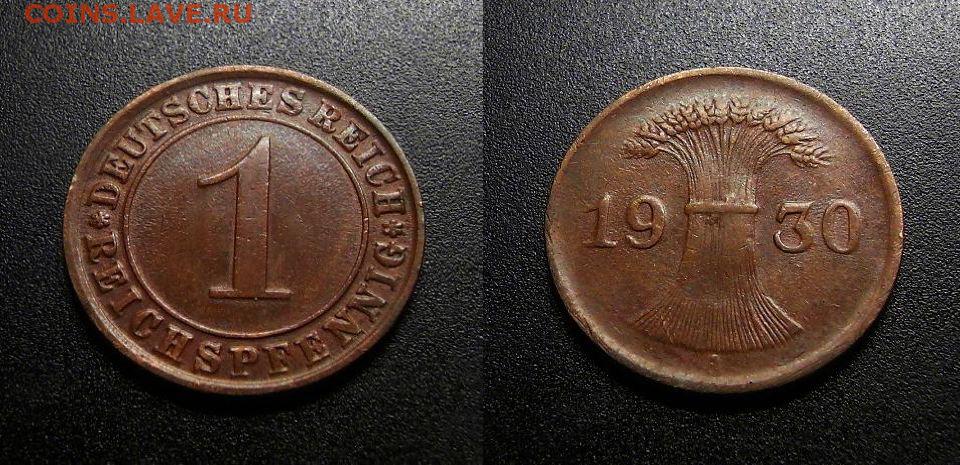 COINS.LAVE.RU
DEUTSCHES REICH
1
*REICHSPFENNIG*
19 30